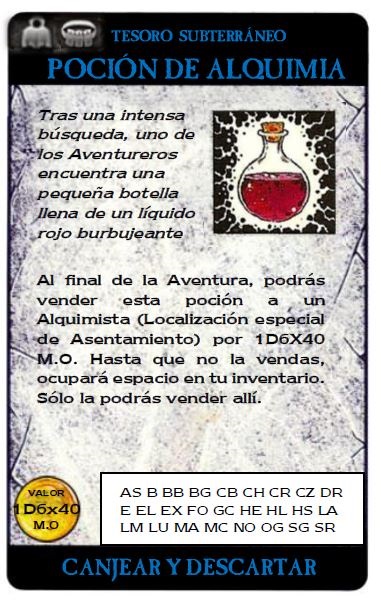 TESORO SUBTERRÁNEO
POCIÓN DE ALQUIMIA
Tras una intensa
búsqueda, uno de
los Aventureros
encuentra una
pequeña botella
llena de un líquido
rojo burbujeante
Al final de la Aventura, podrás
vender esta poción a un
Alquimista (Localización especial
de Asentamiento) por 1D6X40
M.O. Hasta que no la vendas,
ocupará espacio en tu inventario.
Sólo la podrás vender allí.
VALOR
1D6x40
M.O
AS B BB BG CB CH CR CZ DR
E EL EX FO GC HE HL HS LA
LM LU MA MC NO OG SG SR
CANJEAR Y DESCARTAR